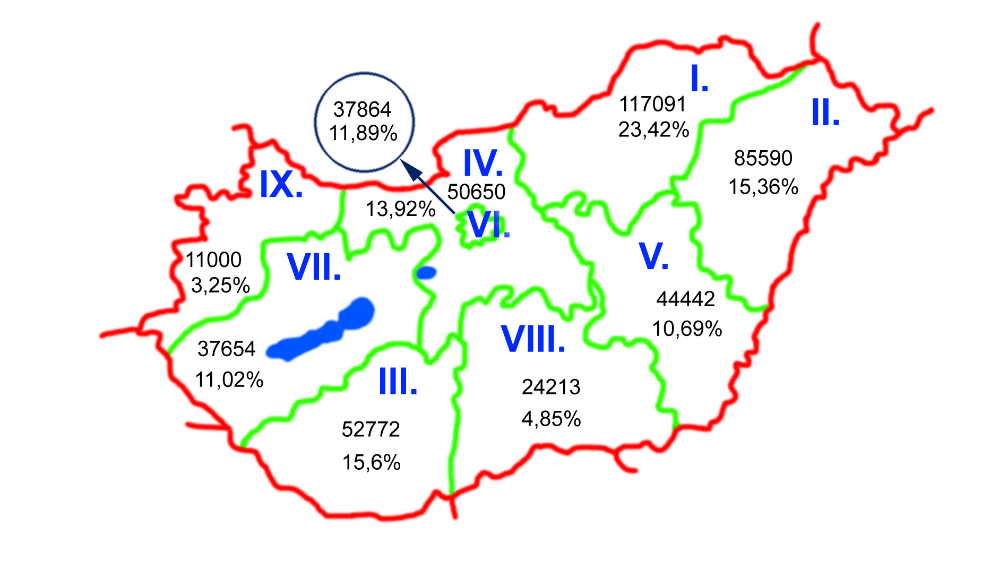 I.
117091
23,42%
II.
85590
15,36%
37864
11,89%
IV.
50650
13,92%
VI.
IX.
11000
3,25%
VII.
37654
11,02%
V.
44442
10,69%
VIII.
24213
4,85%
III.
52772
15,6%